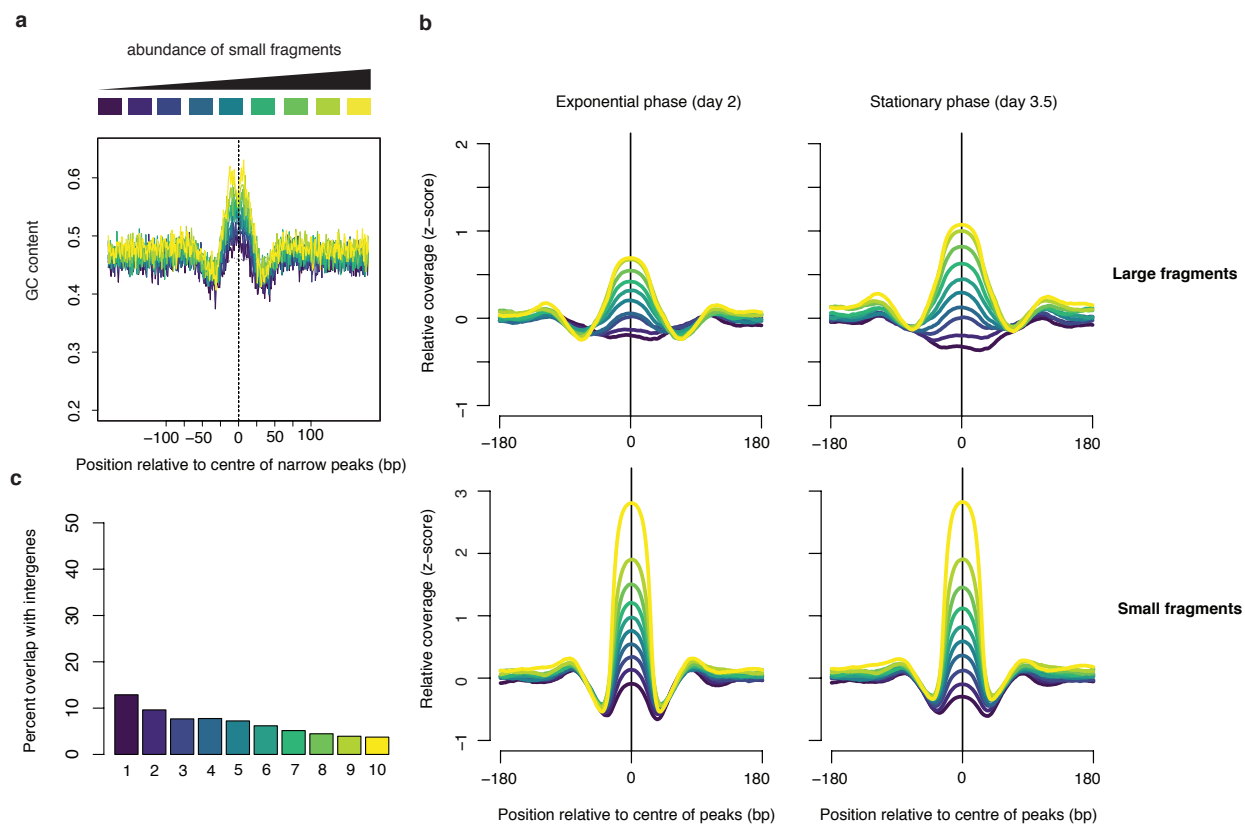 a
abundance of small fragments
GC content
0.6
0.5
0.4
0.3
0.2
−100
−50
0
50
100
Position relative to centre of narrow peaks (bp)
b
Exponential phase (day 2)
Stationary phase (day 3.5)
Relative coverage (z−score)
2
1
0
−1
−180
0
180
−180
0
180
Large fragments
Relative coverage (z−score)
3
2
1
0
−1
−180
0
180
−180
0
180
Position relative to centre of peaks (bp)
Position relative to centre of peaks (bp)
Small fragments
c
Percent overlap with intergenes
50
40
30
20
10
0
1 2 3 4 5 6 7 8 9 10